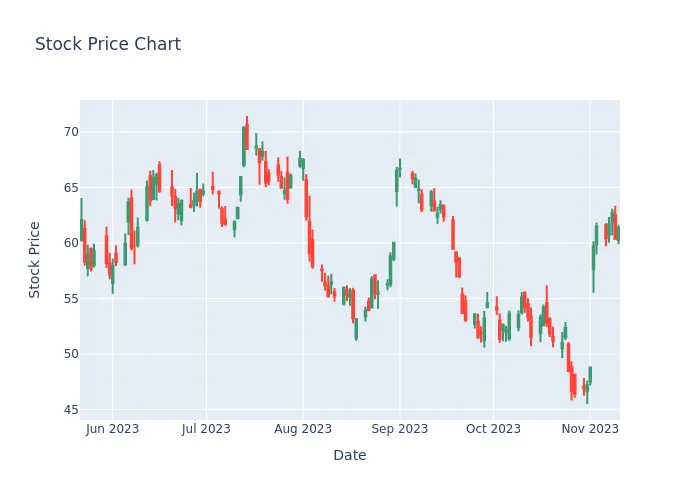 Stock Price Chart
Stock Price
70
65
60
55
50
45
Jun 2023
Jul 2023
Aug 2023
Sep 2023
Oct 2023
Nov 2023
Date